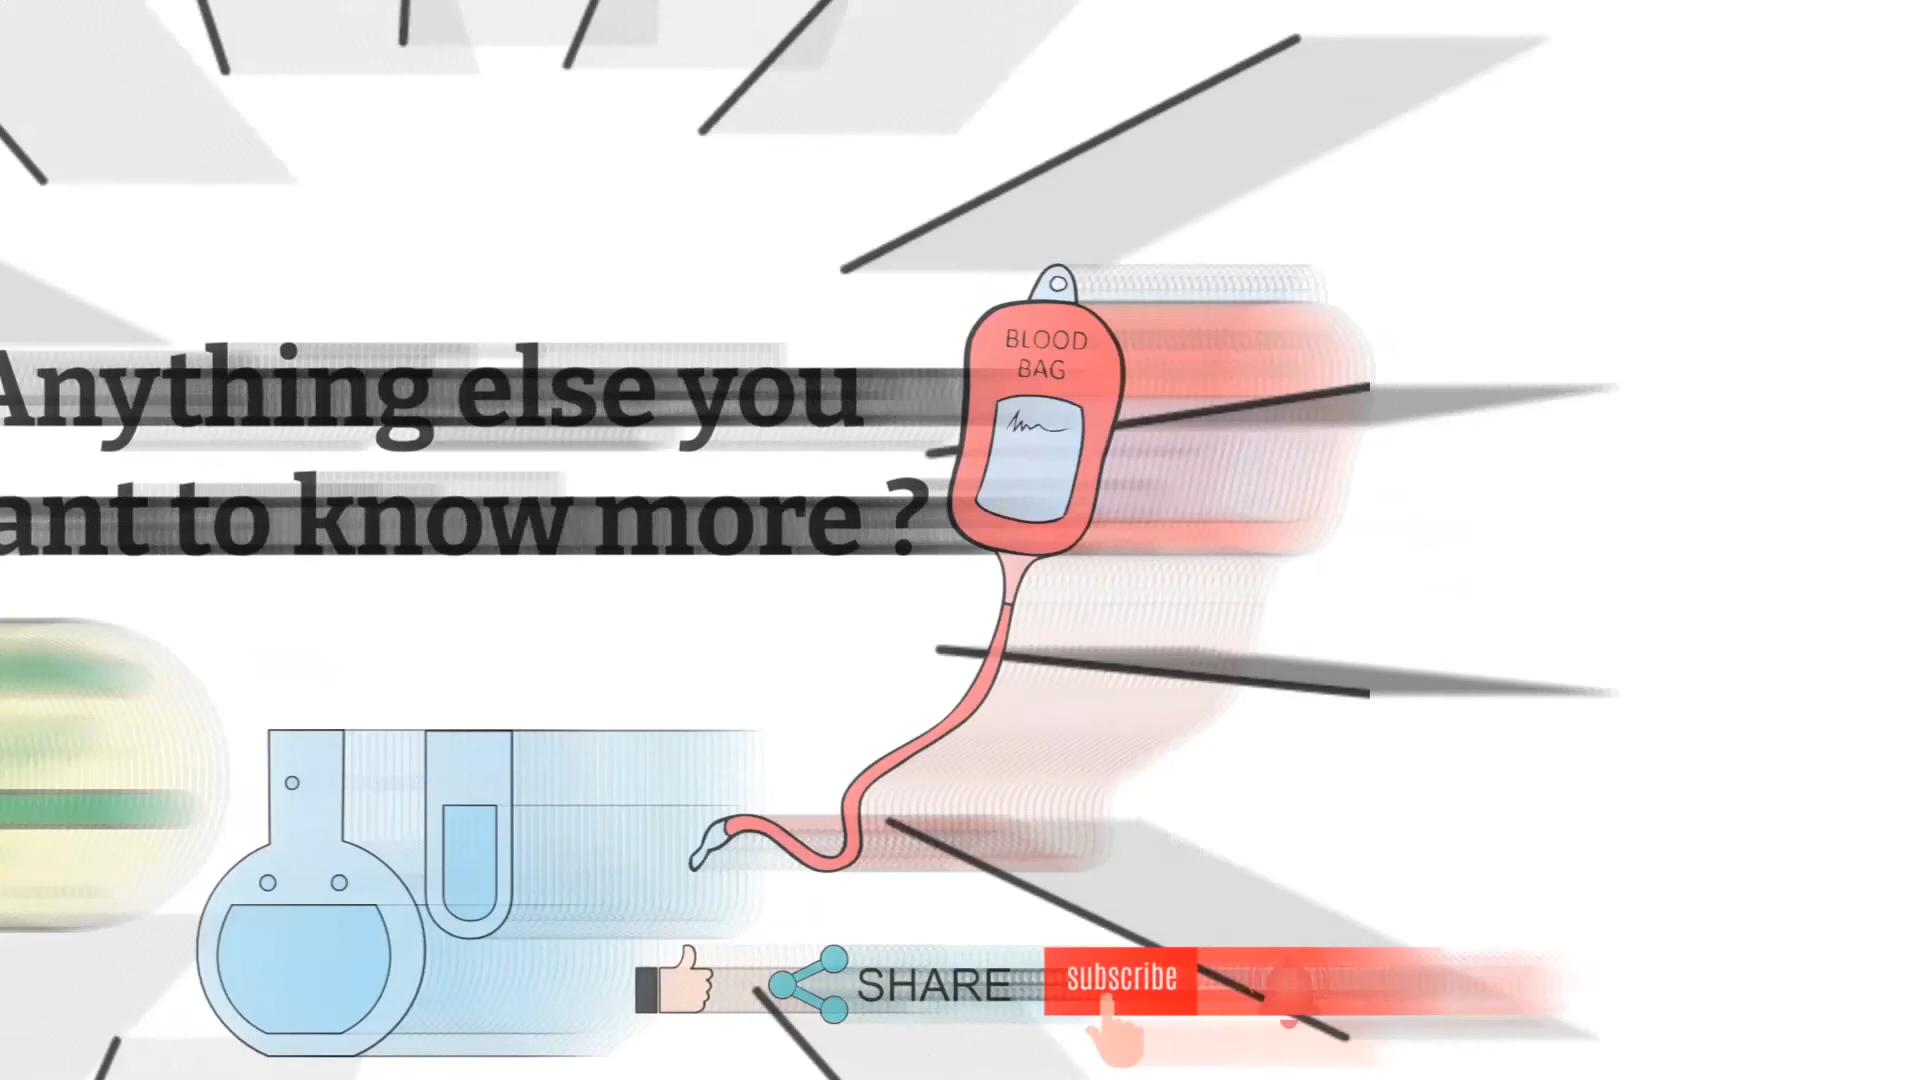 Anything else you
ant to know more ?
BLOOD
BAG
SHARE
subscribe